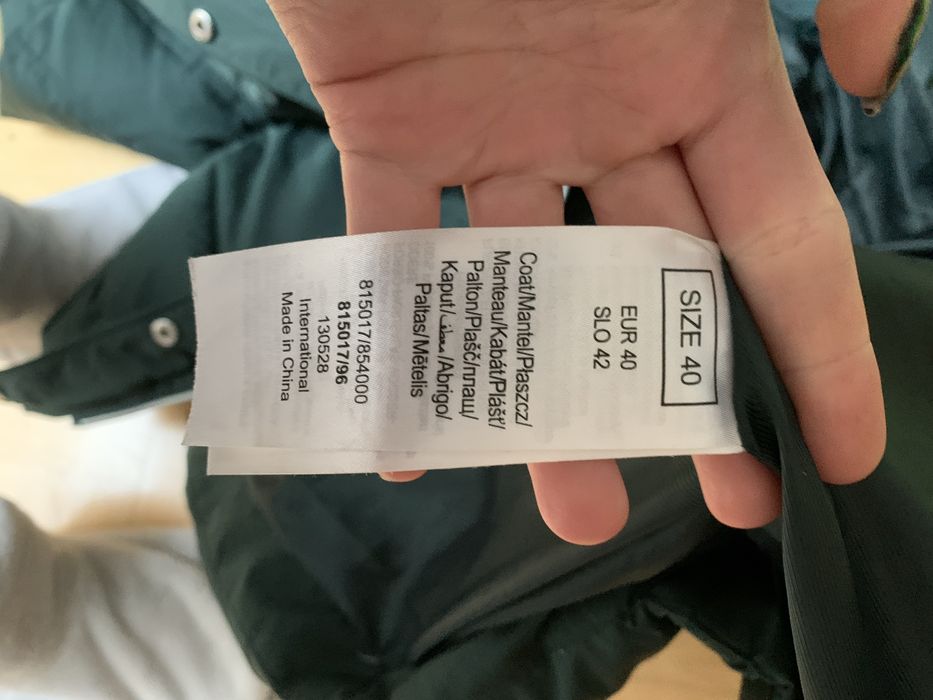 SIZE 40
EUR 40
SLO 42
Coat/Mantel/Płaszcz/
Manteau/Kabát/Plášť/
Palton/Plašč/плащ/
Kaput/معطف/Abrigo/
Paltas/Mētelis
815017/854000
815017/96
130528
International
Made in China